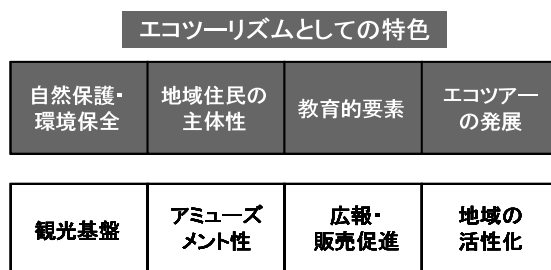 エコツーリズムとしての特色
自然保護・
環境保全
地域住民の
主体性
教育的要素
エコツアー
の発展
観光基盤
アミューズ
メント性
広報・
販売促進
地域の
活性化